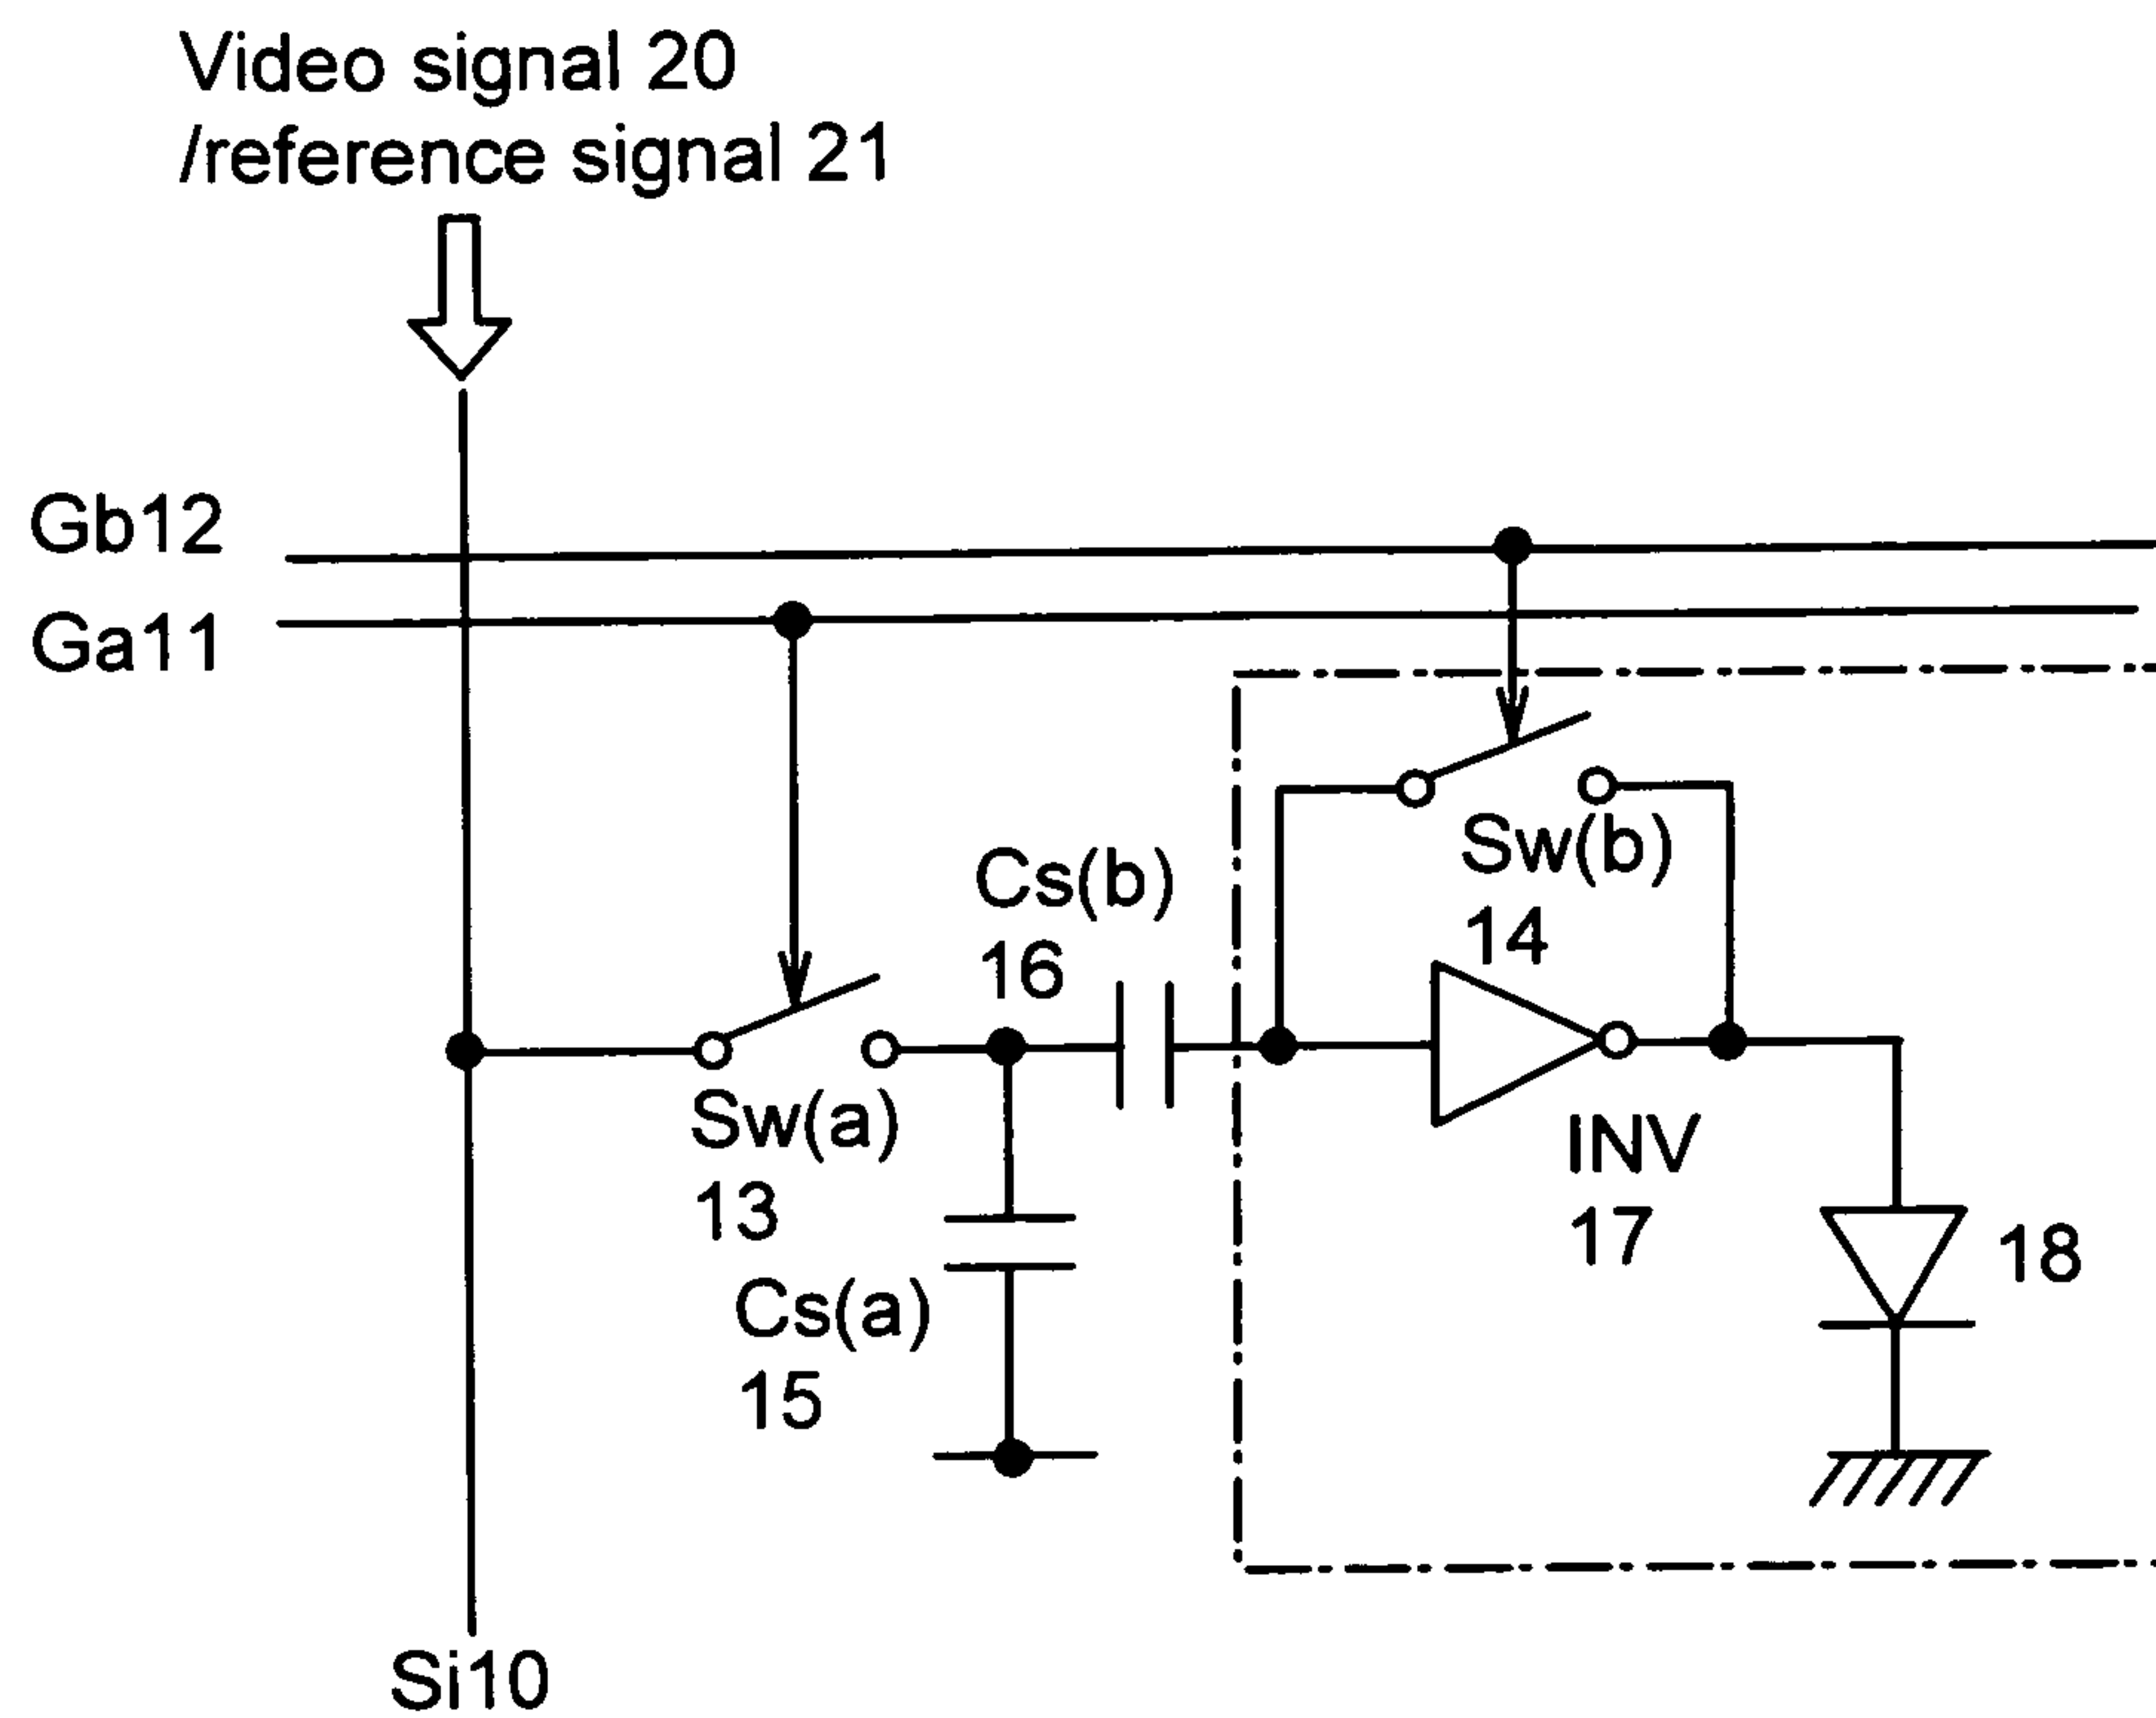 Video signal 20
/reference signal 21
Gb12
Ga11
Sw(b)
14
Cs(b)
16
Sw(a)
13
INV
17
18
Cs(a)
15
Si10